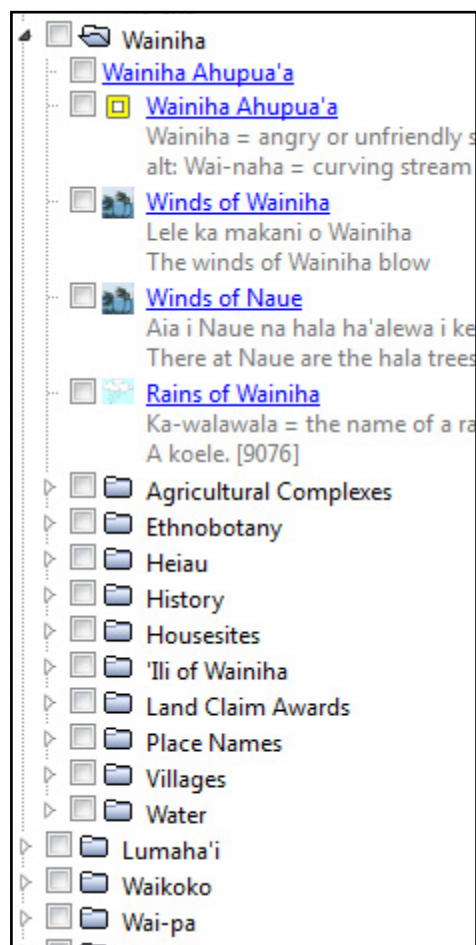 Wainiha
Wainiha Ahupua'a
Wainiha Ahupua'a
Wainiha = angry or unfriendly
alt: Wai-naha = curving stream
Winds of Wainiha
Lele ka makani o Wainiha
The winds of Wainiha blow
Winds of Naue
Aia i Naue na hala ha'alewa i ke
There at Naue are the hala trees
Rains of Wainiha
Ka-walawala = the name of a
A koele. [9076]
Agricultural Complexes
Ethnobotany
Heiau
History
Housesites
'Ili of Wainiha
Land Claim Awards
Place Names
Villages
Water
Lumaha'i
Waikoko
Wai-pa